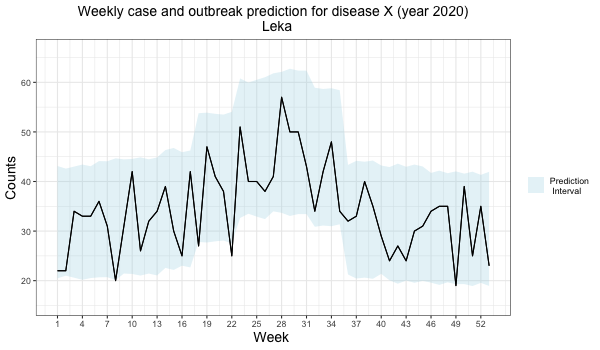 Weekly case and outbreak prediction for disease X (year 2020)
Leka
Counts
60
50
40
30
20
1 4 7 10 13 16 19 22 25 28 31 34 37 40 43 46 49 52
Week
Prediction
Interval